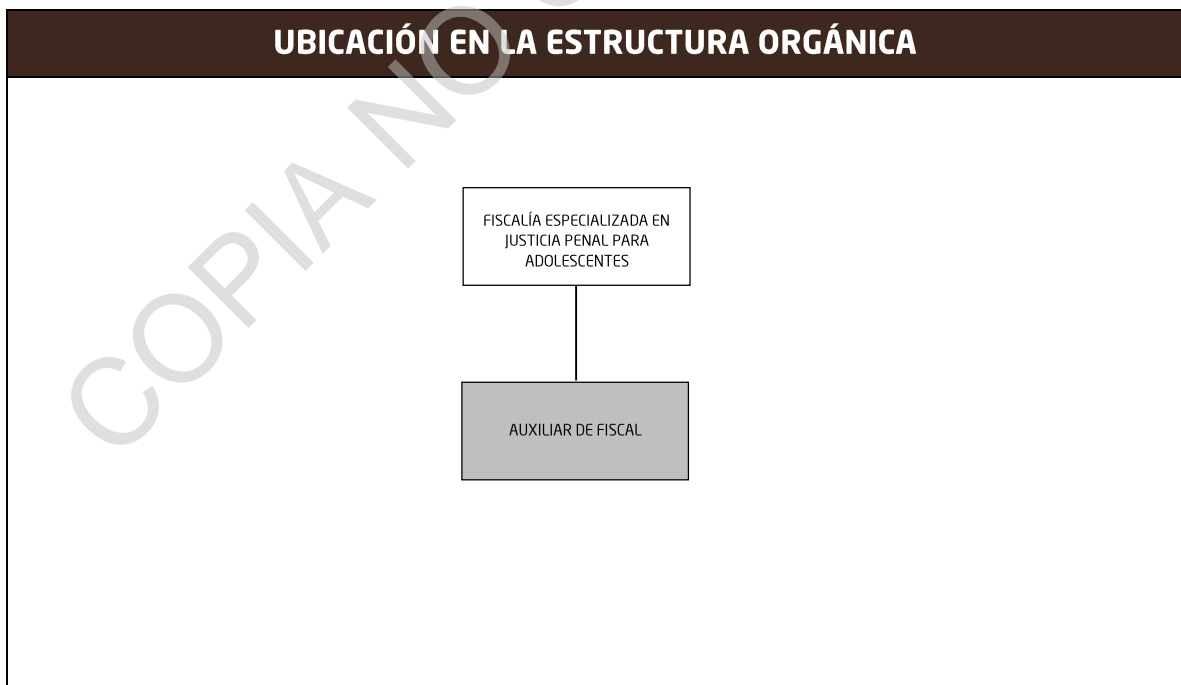 UBICACIÓN EN LA ESTRUCTURA ORGÁNICA
FISCALÍA ESPECIALIZADA EN
JUSTICIA PENAL PARA
ADOLESCENTES
AUXILIAR DE FISCAL
COPIA NO